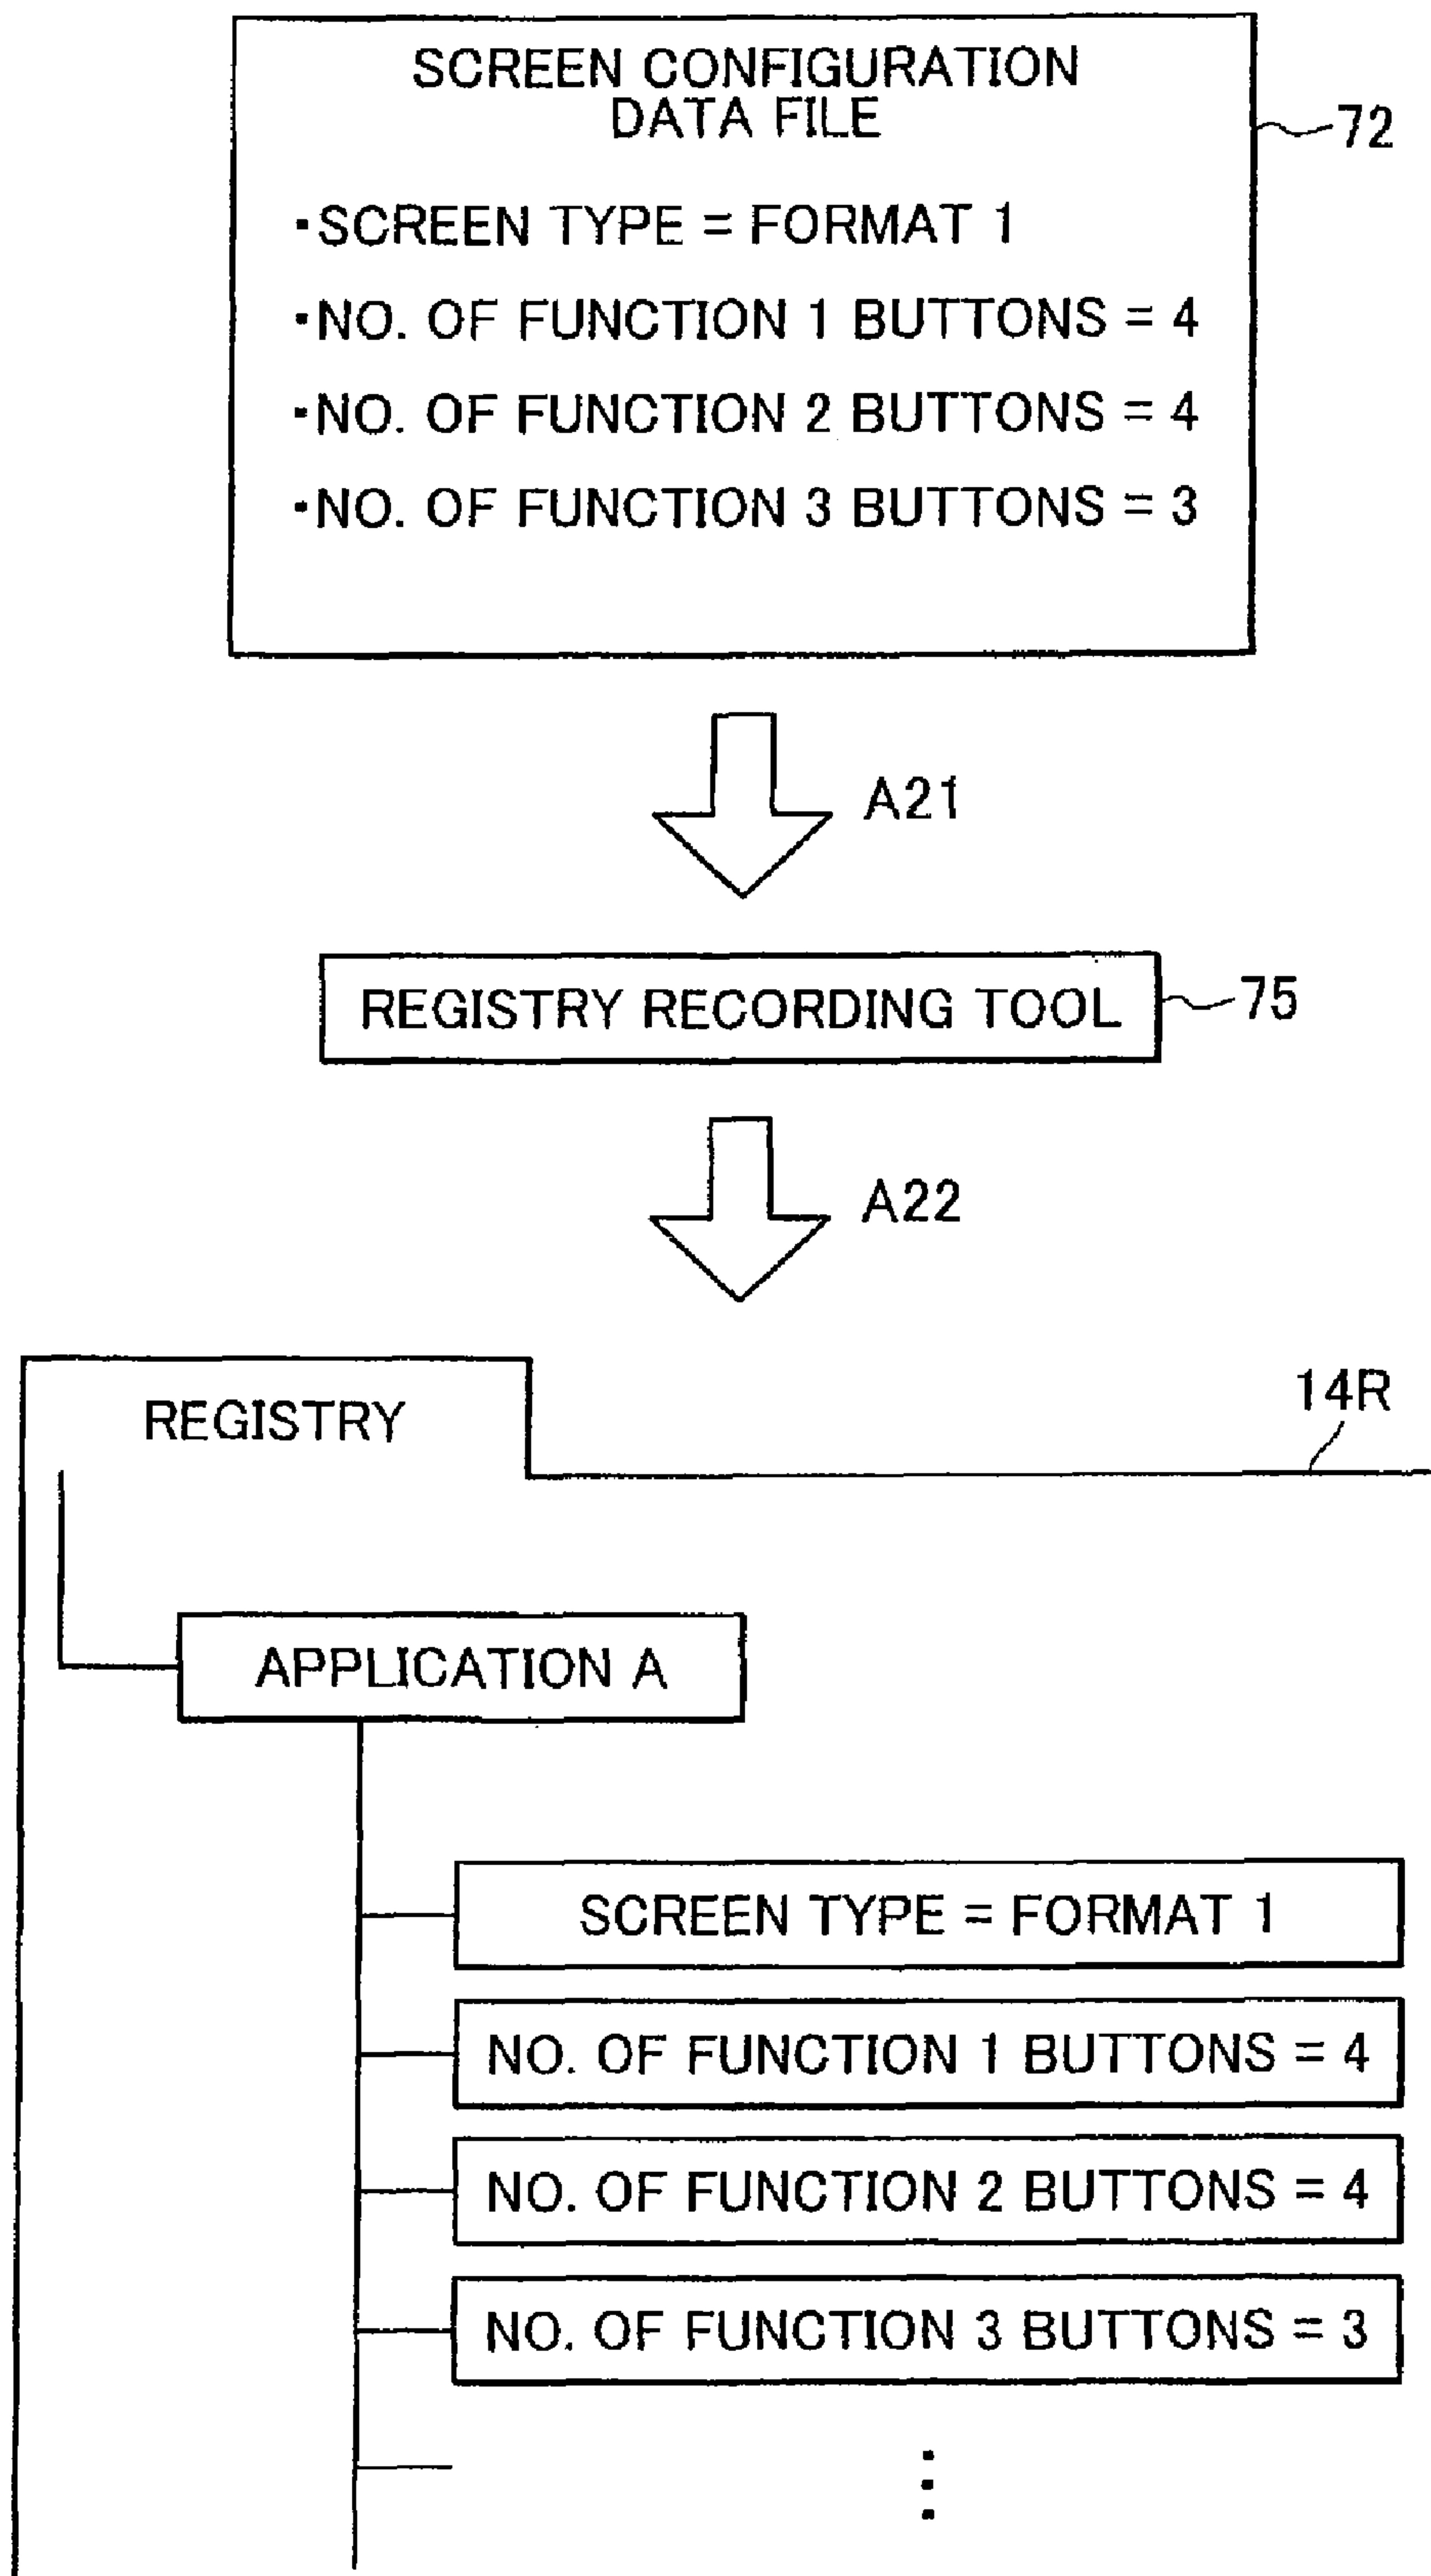 SCREEN CONFIGURATION
DATA FILE
72
・SCREEN TYPE = FORMAT 1
・NO. OF FUNCTION 1 BUTTONS = 4
・NO. OF FUNCTION 2 BUTTONS = 4
・NO. OF FUNCTION 3 BUTTONS = 3
A21
REGISTRY RECORDING TOOL
75
A22
REGISTRY
14R
APPLICATION A
SCREEN TYPE = FORMAT 1
NO. OF FUNCTION 1 BUTTONS = 4
NO. OF FUNCTION 2 BUTTONS = 4
NO. OF FUNCTION 3 BUTTONS = 3
⋮